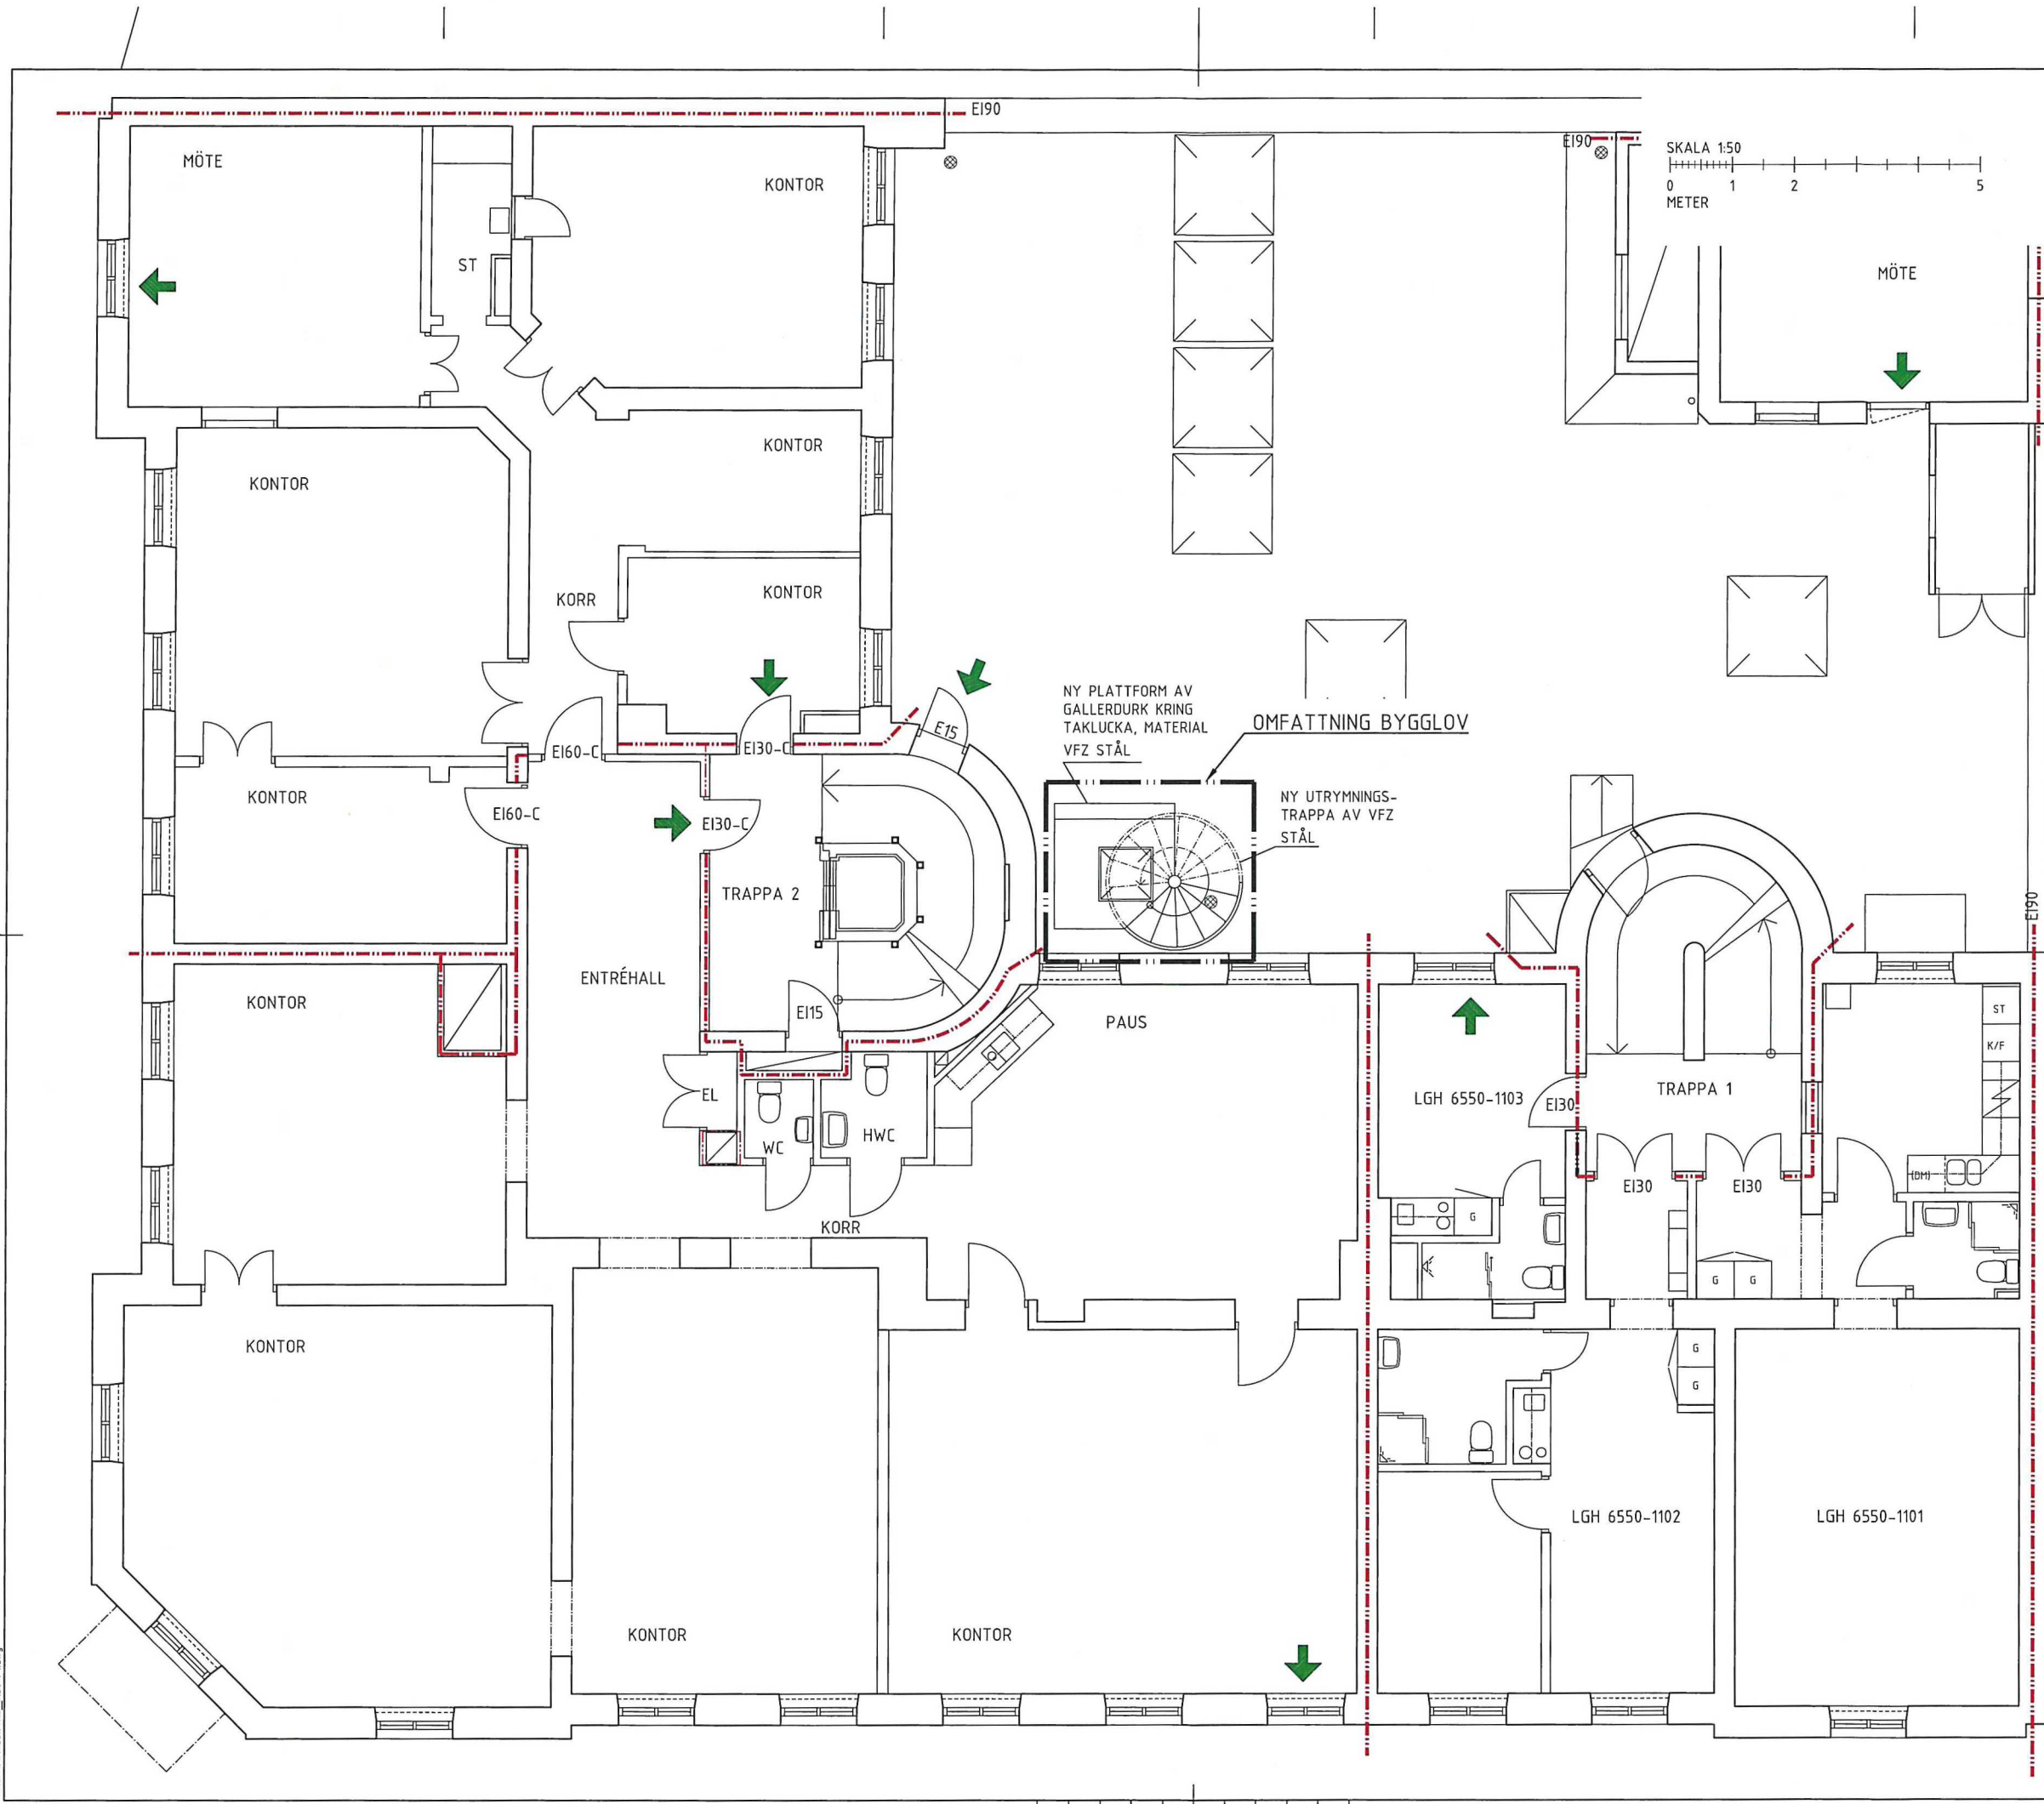 EI90
EI90
SKALA 1:50
0 1 2 5
METER
MÖTE
KONTOR
ST
MÖTE
KONTOR
KONTOR
KORR
KONTOR
NY PLATTFORM AV
GALLERDURK KRING
TAKLUCKA, MATERIAL
VFZ STÅL
OMFATTNING BYGGLOV
E15
EI60-C
EI30-C
KONTOR
EI60-C
EI30-C
NY UTRYMNINGS-
TRAPPA AV VFZ
STÅL
TRAPPA 2
EI90
ENTRÉHALL
KONTOR
EI15
PAUS
ST
K/F
EL
LGH 6550-1103
EI30
TRAPPA 1
WC
HWC
EI30
EI30
(DM)
G
KORR
G
G
KONTOR
G
G
LGH 6550-1102
LGH 6550-1101
KONTOR
KONTOR